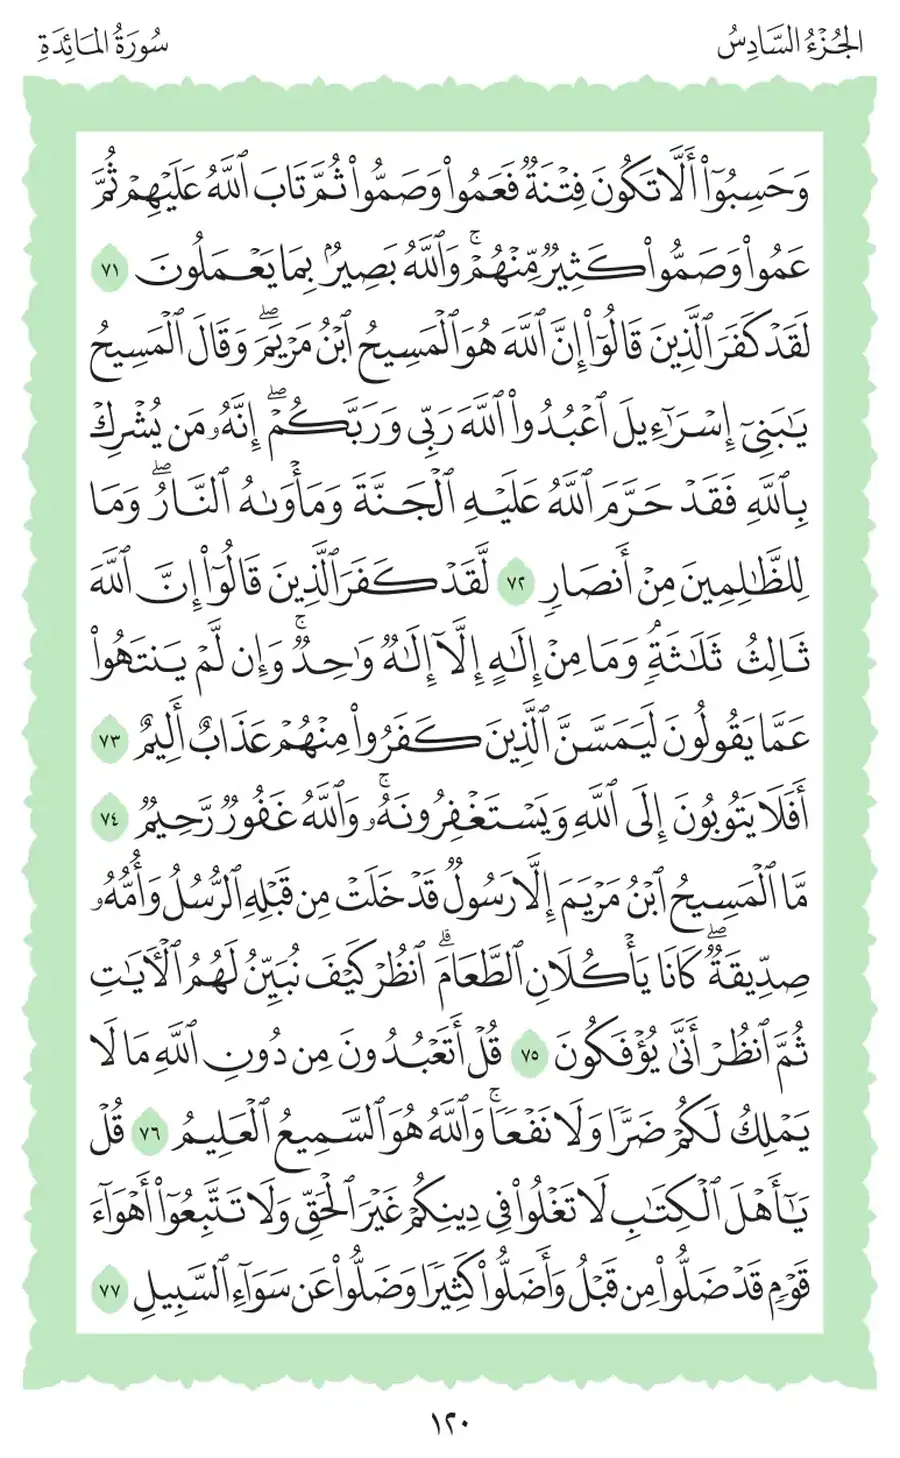 الجُزْءُ السَّادِسُ
سُورَةُ المَائِدَةِ
وَحَسِبُوٓا۟ أَلَّا تَكُونَ فِتْنَةٌ فَعَمُوا۟ وَصَمُّوا۟ ثُمَّ تَابَ ٱللَّهُ عَلَيْهِمْ ثُمَّ
عَمُوا۟ وَصَمُّوا۟ كَثِيرٌ مِّنْهُمْ ۚ وَٱللَّهُ بَصِيرٌۢ بِمَا يَعْمَلُونَ ٧١
لَقَدْ كَفَرَ ٱلَّذِينَ قَالُوٓا۟ إِنَّ ٱللَّهَ هُوَ ٱلْمَسِيحُ ٱبْنُ مَرْيَمَ ۖ وَقَالَ ٱلْمَسِيحُ
يَـٰبَنِىٓ إِسْرَٰٓءِيلَ ٱعْبُدُوا۟ ٱللَّهَ رَبِّى وَرَبَّكُمْ ۖ إِنَّهُۥ مَن يُشْرِكْ
بِٱللَّهِ فَقَدْ حَرَّمَ ٱللَّهُ عَلَيْهِ ٱلْجَنَّةَ وَمَأْوَىٰهُ ٱلنَّارُ ۖ وَمَا
لِلظَّـٰلِمِينَ مِنْ أَنصَارٍ ٧٢ لَّقَدْ كَفَرَ ٱلَّذِينَ قَالُوٓا۟ إِنَّ ٱللَّهَ
ثَالِثُ ثَلَـٰثَةٍ ۘ وَمَا مِنْ إِلَـٰهٍ إِلَّآ إِلَـٰهٌ وَٰحِدٌ ۚ وَإِن لَّمْ يَنتَهُوا۟
عَمَّا يَقُولُونَ لَيَمَسَّنَّ ٱلَّذِينَ كَفَرُوا۟ مِنْهُمْ عَذَابٌ أَلِيمٌ ٧٣
أَفَلَا يَتُوبُونَ إِلَى ٱللَّهِ وَيَسْتَغْفِرُونَهُۥ ۚ وَٱللَّهُ غَفُورٌ رَّحِيمٌ ٧٤
مَّا ٱلْمَسِيحُ ٱبْنُ مَرْيَمَ إِلَّا رَسُولٌ قَدْ خَلَتْ مِن قَبْلِهِ ٱلرُّسُلُ وَأُمُّهُۥ
صِدِّيقَةٌ ۖ كَانَا يَأْكُلَانِ ٱلطَّعَامَ ۗ ٱنظُرْ كَيْفَ نُبَيِّنُ لَهُمُ ٱلْـَٔايَـٰتِ
ثُمَّ ٱنظُرْ أَنَّىٰ يُؤْفَكُونَ ٧٥ قُلْ أَتَعْبُدُونَ مِن دُونِ ٱللَّهِ مَا لَا
يَمْلِكُ لَكُمْ ضَرًّا وَلَا نَفْعًا ۚ وَٱللَّهُ هُوَ ٱلسَّمِيعُ ٱلْعَلِيمُ ٧٦ قُلْ
يَـٰٓأَهْلَ ٱلْكِتَـٰبِ لَا تَغْلُوا۟ فِى دِينِكُمْ غَيْرَ ٱلْحَقِّ وَلَا تَتَّبِعُوٓا۟ أَهْوَآءَ
قَوْمٍ قَدْ ضَلُّوا۟ مِن قَبْلُ وَأَضَلُّوا۟ كَثِيرًا وَضَلُّوا۟ عَن سَوَآءِ ٱلسَّبِيلِ ٧٧
١٢٠